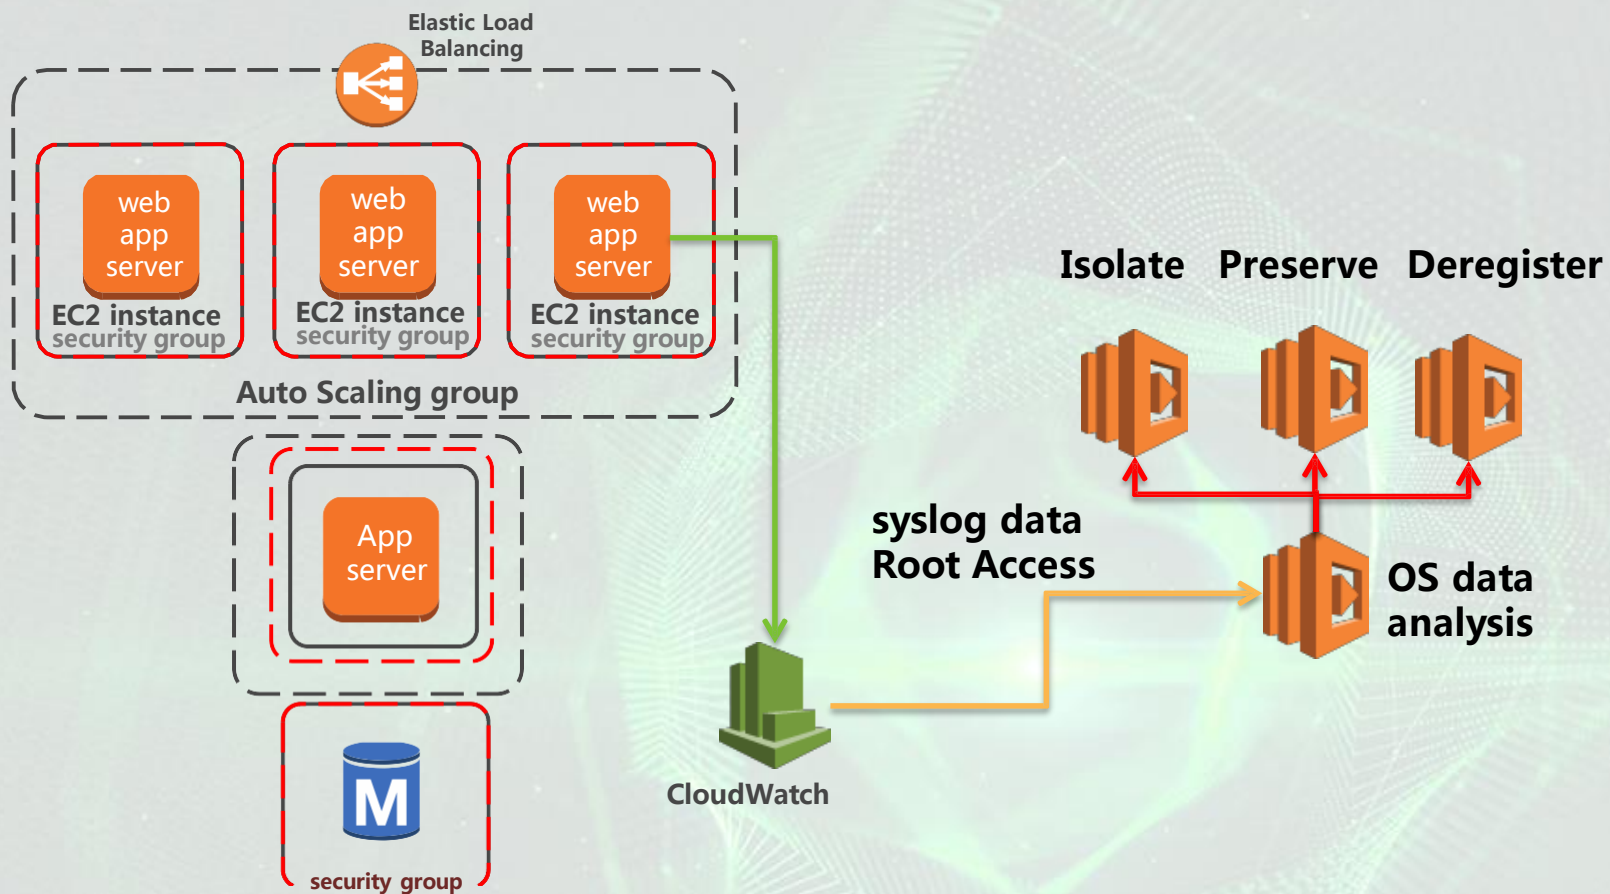 Elastic Load
Balancing
web
app
server
EC2 instance
security group
web
app
server
EC2 instance
security group
web
app
server
EC2 instance
security group
Auto Scaling group
App
server
M
security group
CloudWatch
syslog data
Root Access
Isolate
Preserve
Deregister
OS data
analysis